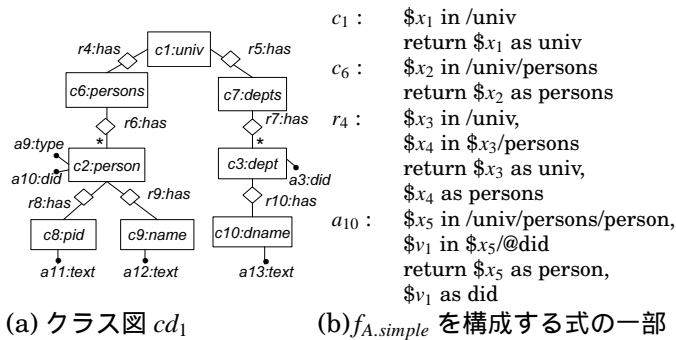 c1:univ
r4:has
r5:has
c6:persons
c7:depts
r6:has
r7:has
a9:type
*
*
a10:did
c2:person
c3:dept
a3:did
r8:has
r9:has
r10:has
c8:pid
c9:name
c10:dname
a11:text
a12:text
a13:text
(a) クラス図 cd1
c1 : $x1 in /univ
return $x1 as univ
c6 : $x2 in /univ/persons
return $x2 as persons
r4 : $x3 in /univ,
$x4 in $x3/persons
return $x3 as univ,
$x4 as persons
a10 : $x5 in /univ/persons/person,
$v1 in $x5/@did
return $x5 as person,
$v1 as did
(b) fA.simple を構成する式の一部